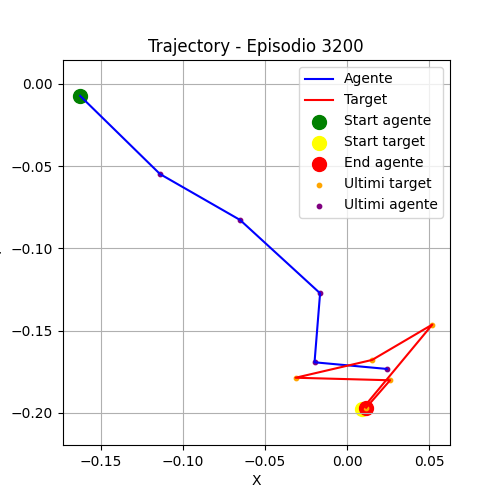 Trajectory - Episodio 3200
Agente
Target
Start agente
Start target
End agente
Ultimi target
Ultimi agente
0.00
−0.05
−0.10
−0.15
−0.20
−0.15
−0.10
−0.05
0.00
0.05
X